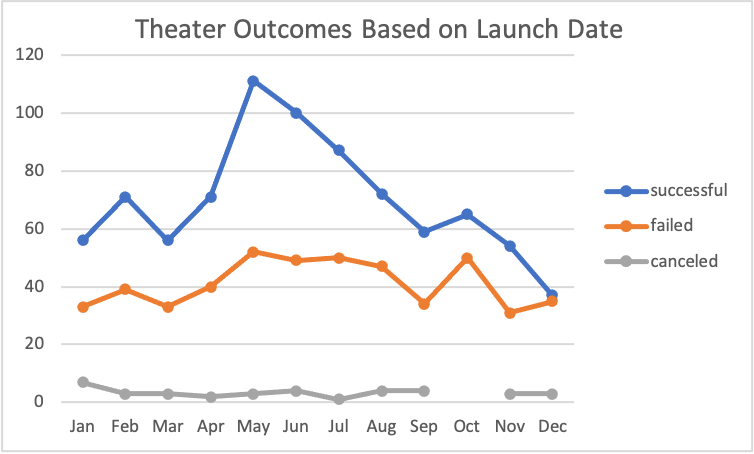 Theater Outcomes Based on Launch Date
120
100
80
60
40
20
0
Jan Feb Mar Apr May Jun Jul Aug Sep Oct Nov Dec
successful
failed
canceled